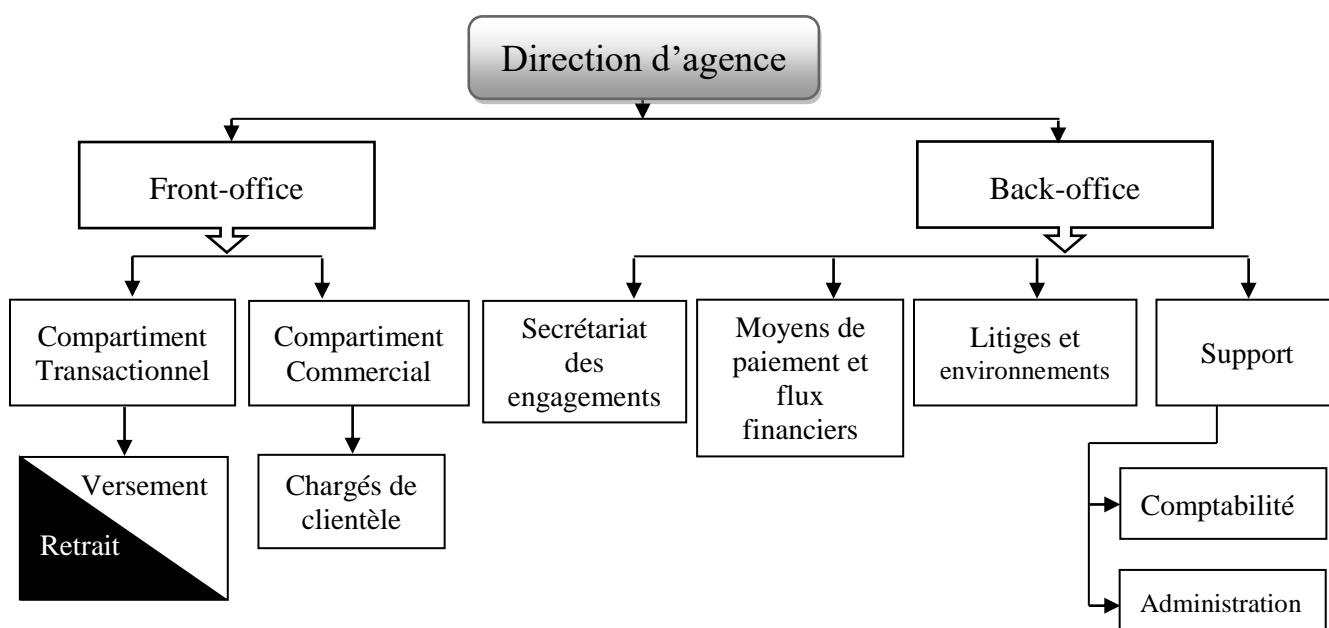 Direction d’agence
Front-office
Back-office
Compartiment
Transactionnel
Compartiment
Commercial
Secrétariat
des
engagements
Moyens de
paiement et
flux
financiers
Litiges et
environnements
Support
Versement
Retrait
Chargés de
clientèle
Comptabilité
Administration